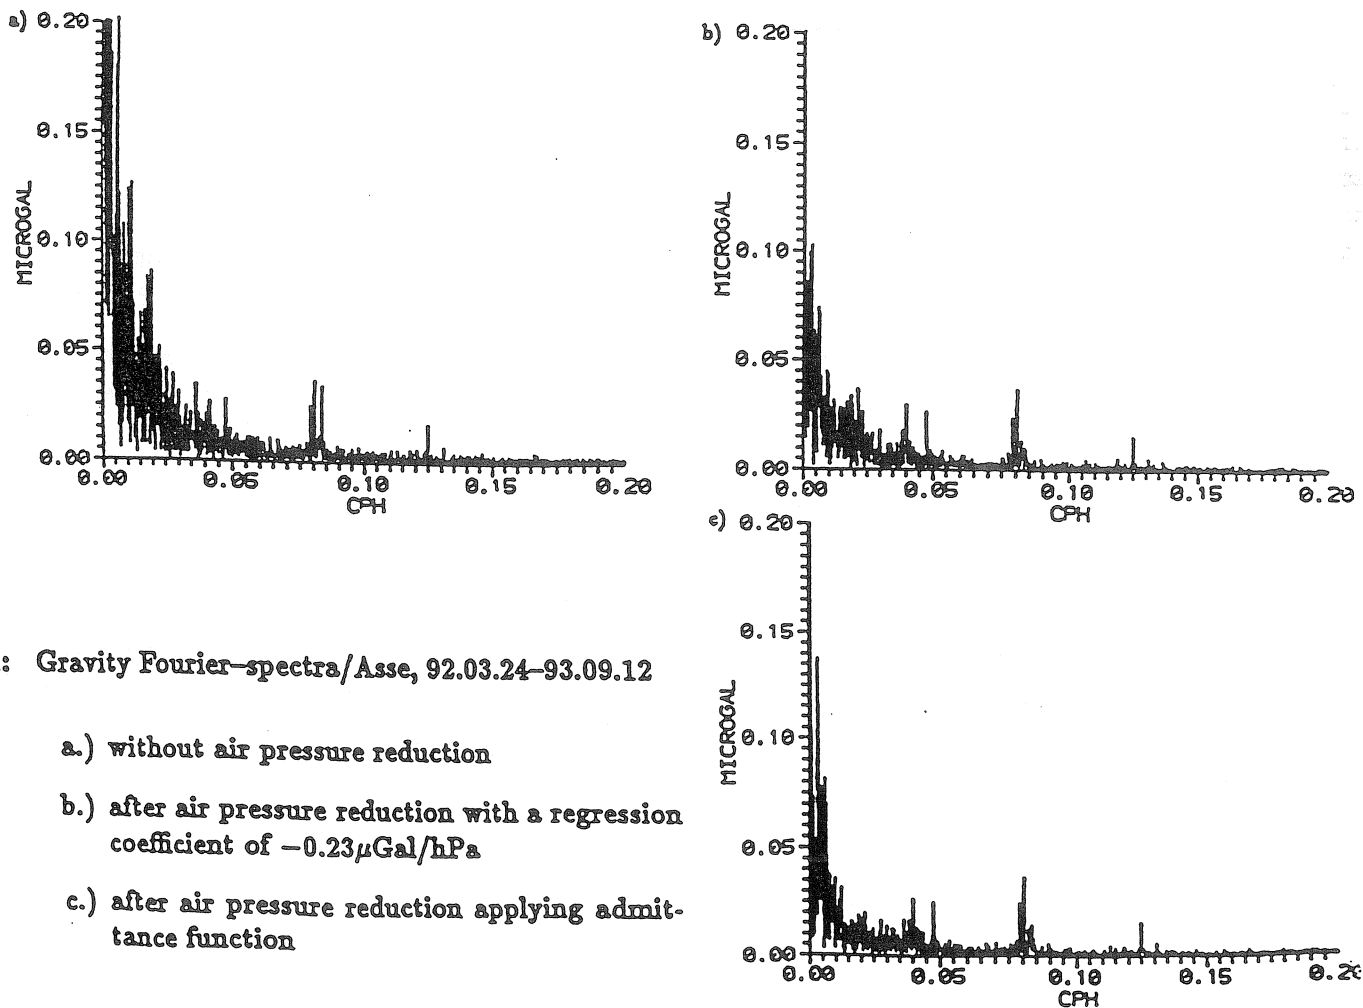 a)
0.20
0.15
0.10
0.05
0.00
MICROGAL
0.00 0.05 0.10 0.15 0.20
CPH
b)
0.20
0.15
0.10
0.05
0.00
MICROGAL
0.00 0.05 0.10 0.15 0.20
CPH
c)
0.20
0.15
0.10
0.05
0.00
MICROGAL
0.00 0.05 0.10 0.15
CPH
: Gravity Fourier–spectra/Asse, 92.03.24–93.09.12
a.) without air pressure reduction
b.) after air pressure reduction with a regression
coefficient of −0.23μGal/hPa
c.) after air pressure reduction applying admit-
tance function